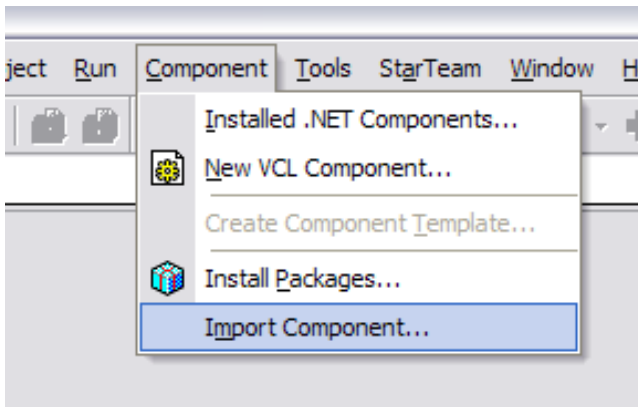 ject Run Component Tools StarTeam Window H
Installed .NET Components...
New VCL Component...
Create Component Template...
Install Packages...
Import Component...